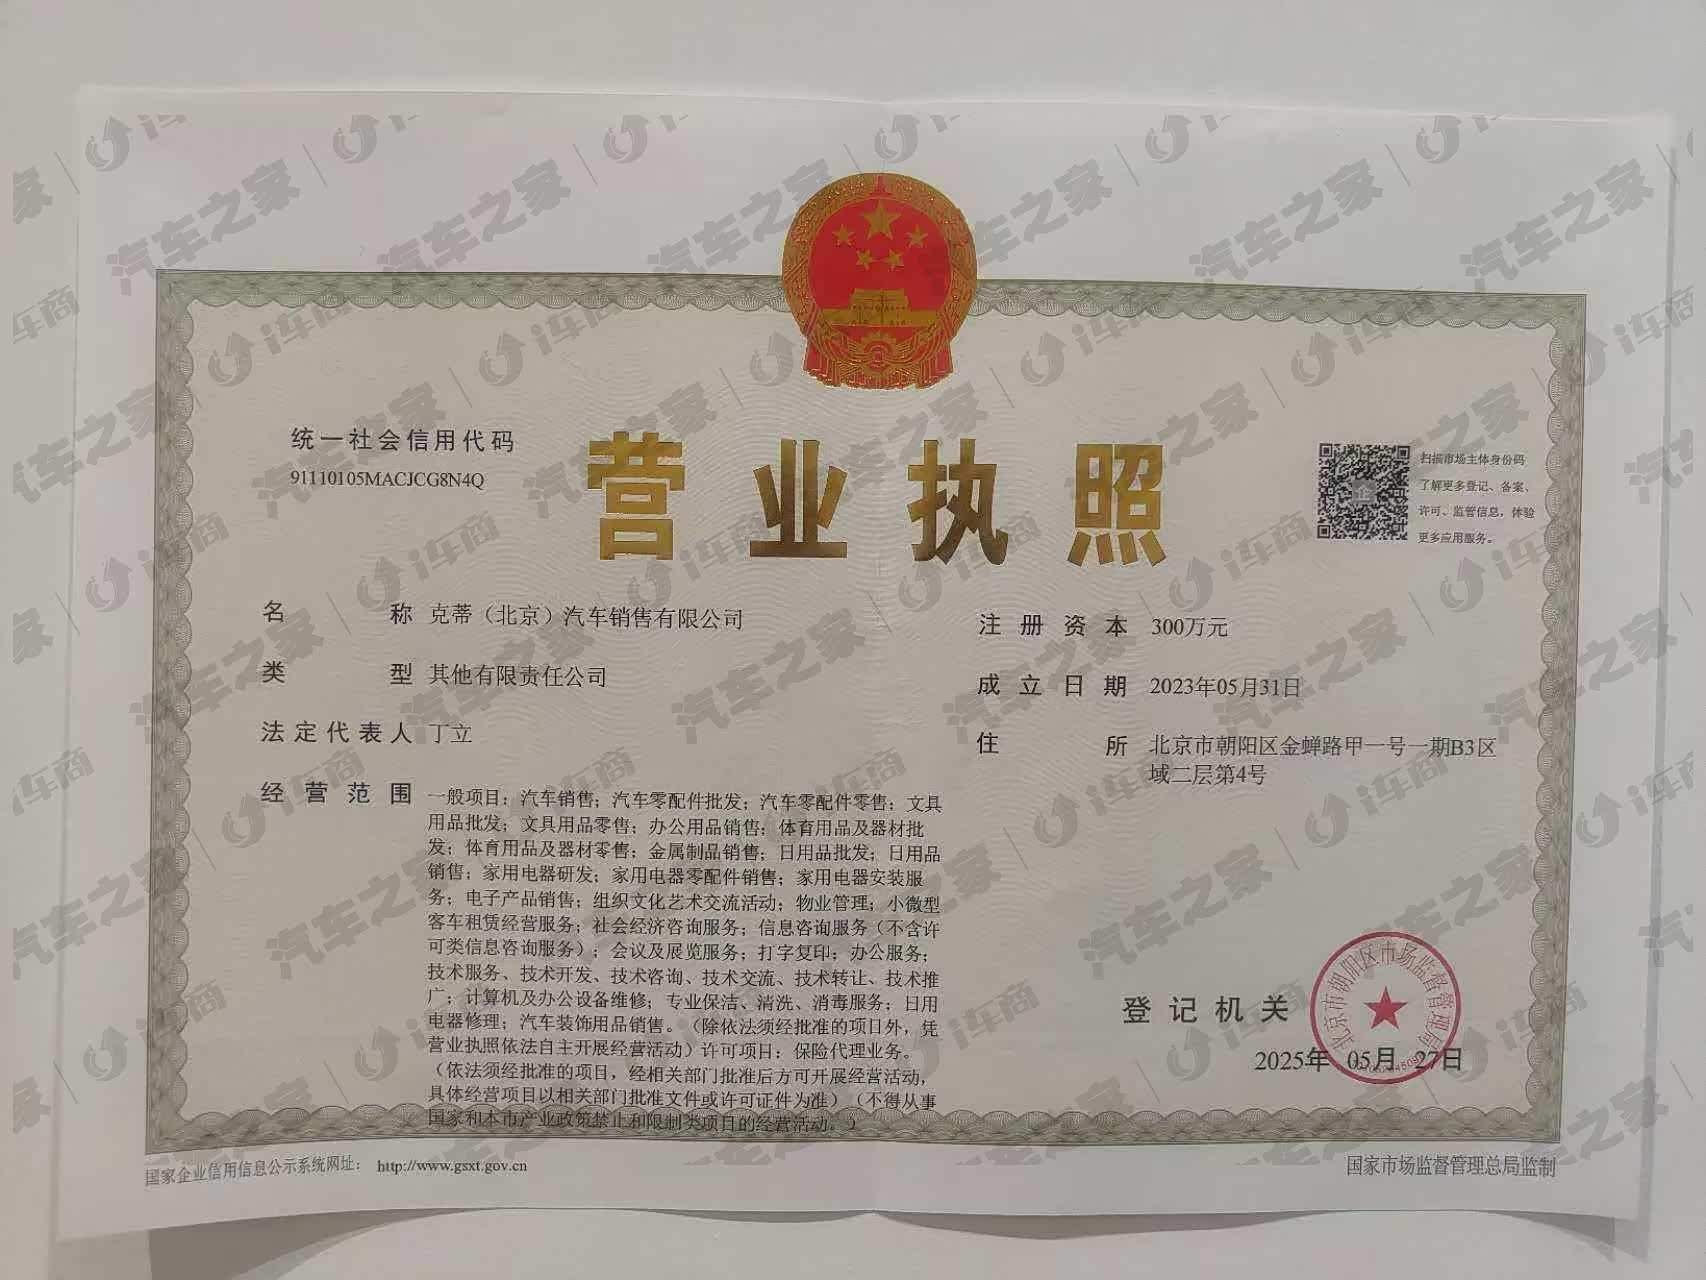 统一社会信用代码
91110105MACJCG8N4Q
营业执照
扫描市场主体身份码
了解更多登记、备案、
许可、监管信息，体验
更多应用服务。
名称 克蒂（北京）汽车销售有限公司
类型 其他有限责任公司
法定代表人 丁立
经营范围 一般项目：汽车销售；汽车零配件批发；汽车零配件零售；文具
用品批发；文具用品零售；办公用品销售；体育用品及器材批
发；体育用品及器材零售；金属制品销售；日用品批发；日用品
销售；家用电器研发；家用电器零配件销售；家用电器安装服
务；电子产品销售；组织文化艺术交流活动；物业管理；小微型
客车租赁经营服务；社会经济咨询服务；信息咨询服务（不含许
可类信息咨询服务）；会议及展览服务；打字复印；办公服务；
技术服务、技术开发、技术咨询、技术交流、技术转让、技术推
广；计算机及办公设备维修；专业保洁、清洗、消毒服务；日用
电器修理；汽车装饰用品销售。（除依法须经批准的项目外，凭
营业执照依法自主开展经营活动）许可项目：保险代理业务。
（依法须经批准的项目，经相关部门批准后方可开展经营活动，
具体经营项目以相关部门批准文件或许可证件为准）（不得从事
国家和本市产业政策禁止和限制类项目的经营活动。）
注册资本 300万元
成立日期 2023年05月31日
住所 北京市朝阳区金蝉路甲一号一期B3区
域二层第4号
登记机关
北京市朝阳区市场监督管理局
2025年 05月 27日
国家企业信用信息公示系统网址： http://www.gsxt.gov.cn
国家市场监督管理总局监制
汽车之家 | i车商